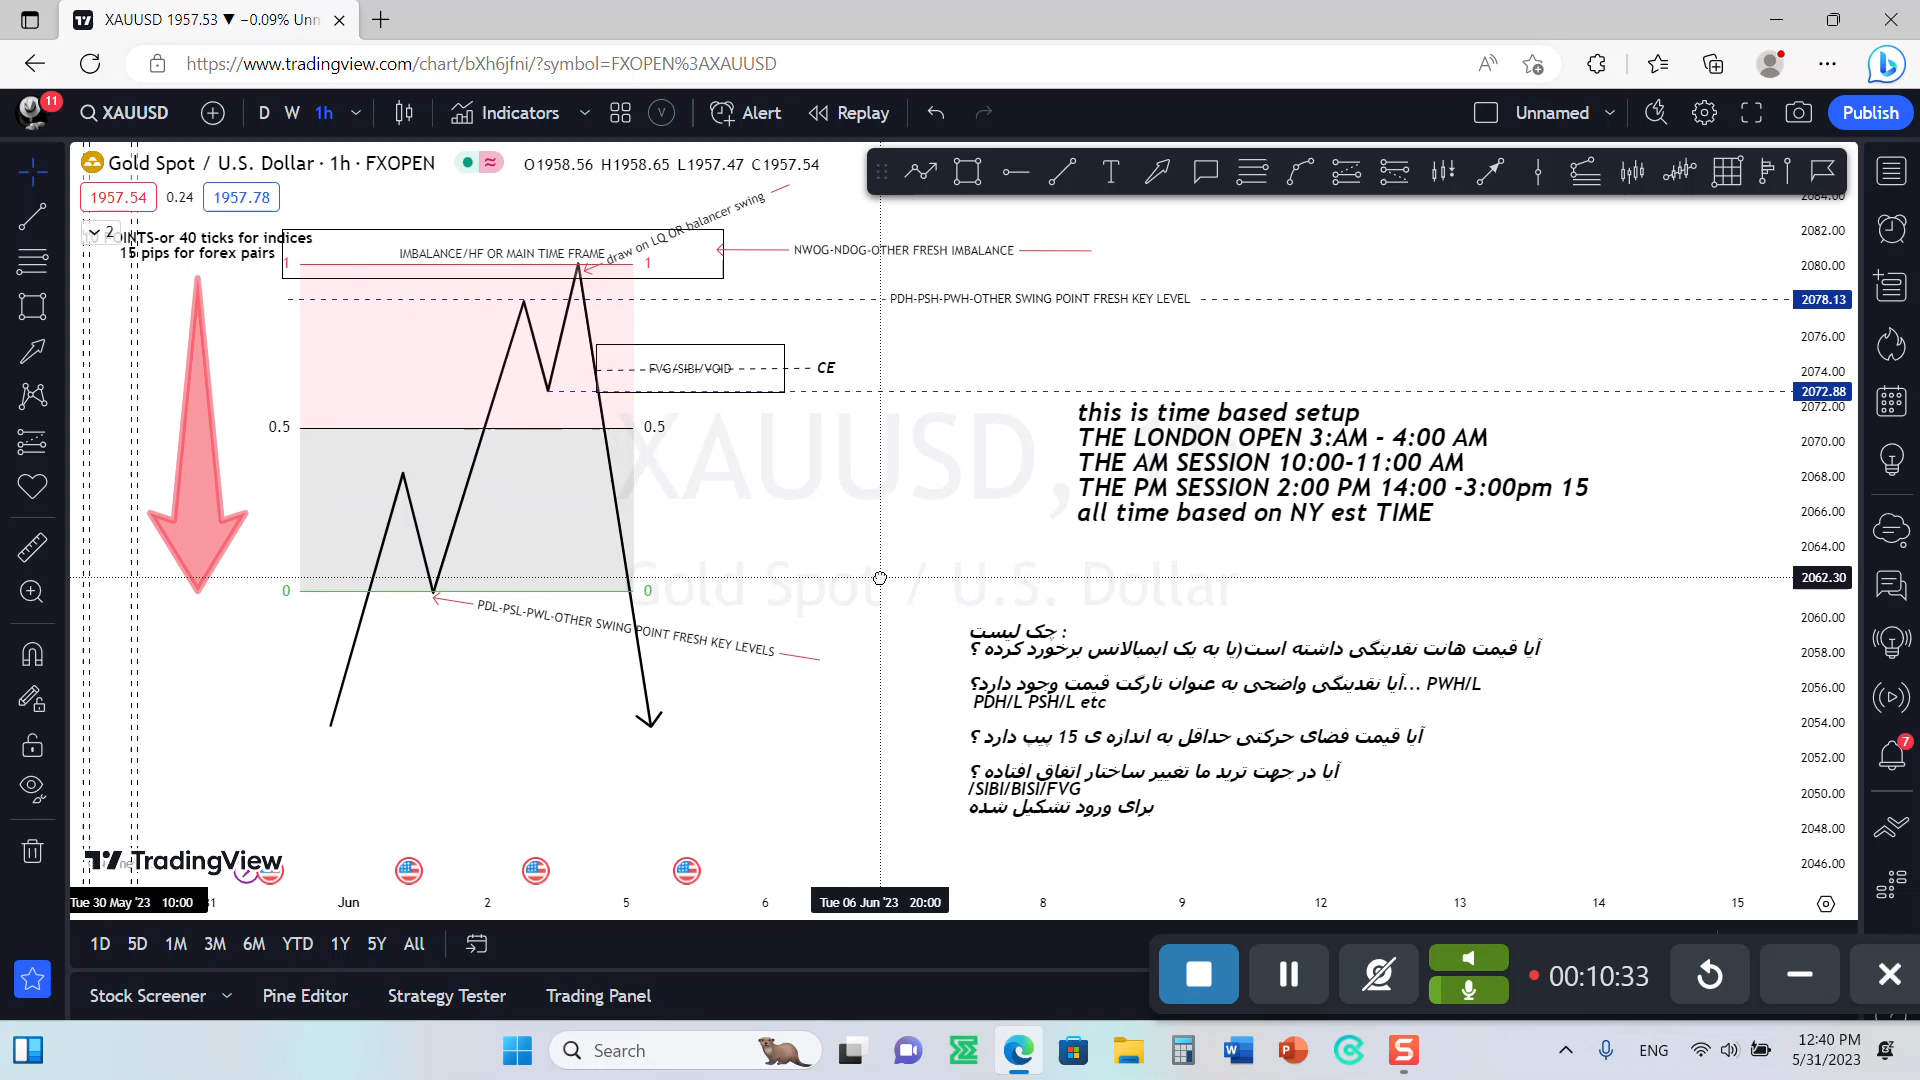 XAUUSD 1957.53 ▼ −0.09% Unn
https://www.tradingview.com/chart/bXh6jfni/?symbol=FXOPEN%3AXAUUSD
11
XAUUSD
D W 1h
Indicators
V
Alert
Replay
Unnamed
Publish
Gold Spot / U.S. Dollar · 1h · FXOPEN
O1958.56 H1958.65 L1957.47 C1957.54
1957.54 0.24 1957.78
2
POINTS-or 40 ticks for indices
15 pips for forex pairs
IMBALANCE/HF OR MAIN TIME FRAME
draw on LQ OR balancer swing
NWOG-NDOG-OTHER FRESH IMBALANCE
1 1
PDH-PSH-PWH-OTHER SWING POINT FRESH KEY LEVEL
FVG/SIBI/VOID
CE
0.5 0.5
0 0
PDL-PSL-PWL-OTHER SWING POINT FRESH KEY LEVELS
XAUUSD,
Gold Spot / U.S. Dollar
this is time based setup
THE LONDON OPEN 3:AM - 4:00 AM
THE AM SESSION 10:00-11:00 AM
THE PM SESSION 2:00 PM 14:00 -3:00pm 15
all time based on NY est TIME
چک لیست :
آیا قیمت هانت نقدینگی داشته است(یا به یک ایمبالانس برخورد کرده ؟
آیا نقدینگی واضحی به عنوان تارگت قیمت وجود دارد؟... PWH/L
PDH/L PSH/L etc
آیا قیمت فضای حرکتی حداقل به اندازه ی 15 پیپ دارد ؟
آیا در جهت ترید ما تغییر ساختار اتفاق افتاده ؟
/SIBI/BISI/FVG
برای ورود تشکیل شده
2084.00
2082.00
2080.00
2078.13
2076.00
2074.00
2072.88
2072.00
2070.00
2068.00
2066.00
2064.00
2062.30
2060.00
2058.00
2056.00
2054.00
2052.00
2050.00
2048.00
2046.00
TradingView
Tue 30 May '23 10:00
31
Jun
2
5
6
Tue 06 Jun '23 20:00
8
9
12
13
14
15
7
1D 5D 1M 3M 6M YTD 1Y 5Y All
00:10:33
Stock Screener
Pine Editor
Strategy Tester
Trading Panel
Search
ENG
12:40 PM
5/31/2023